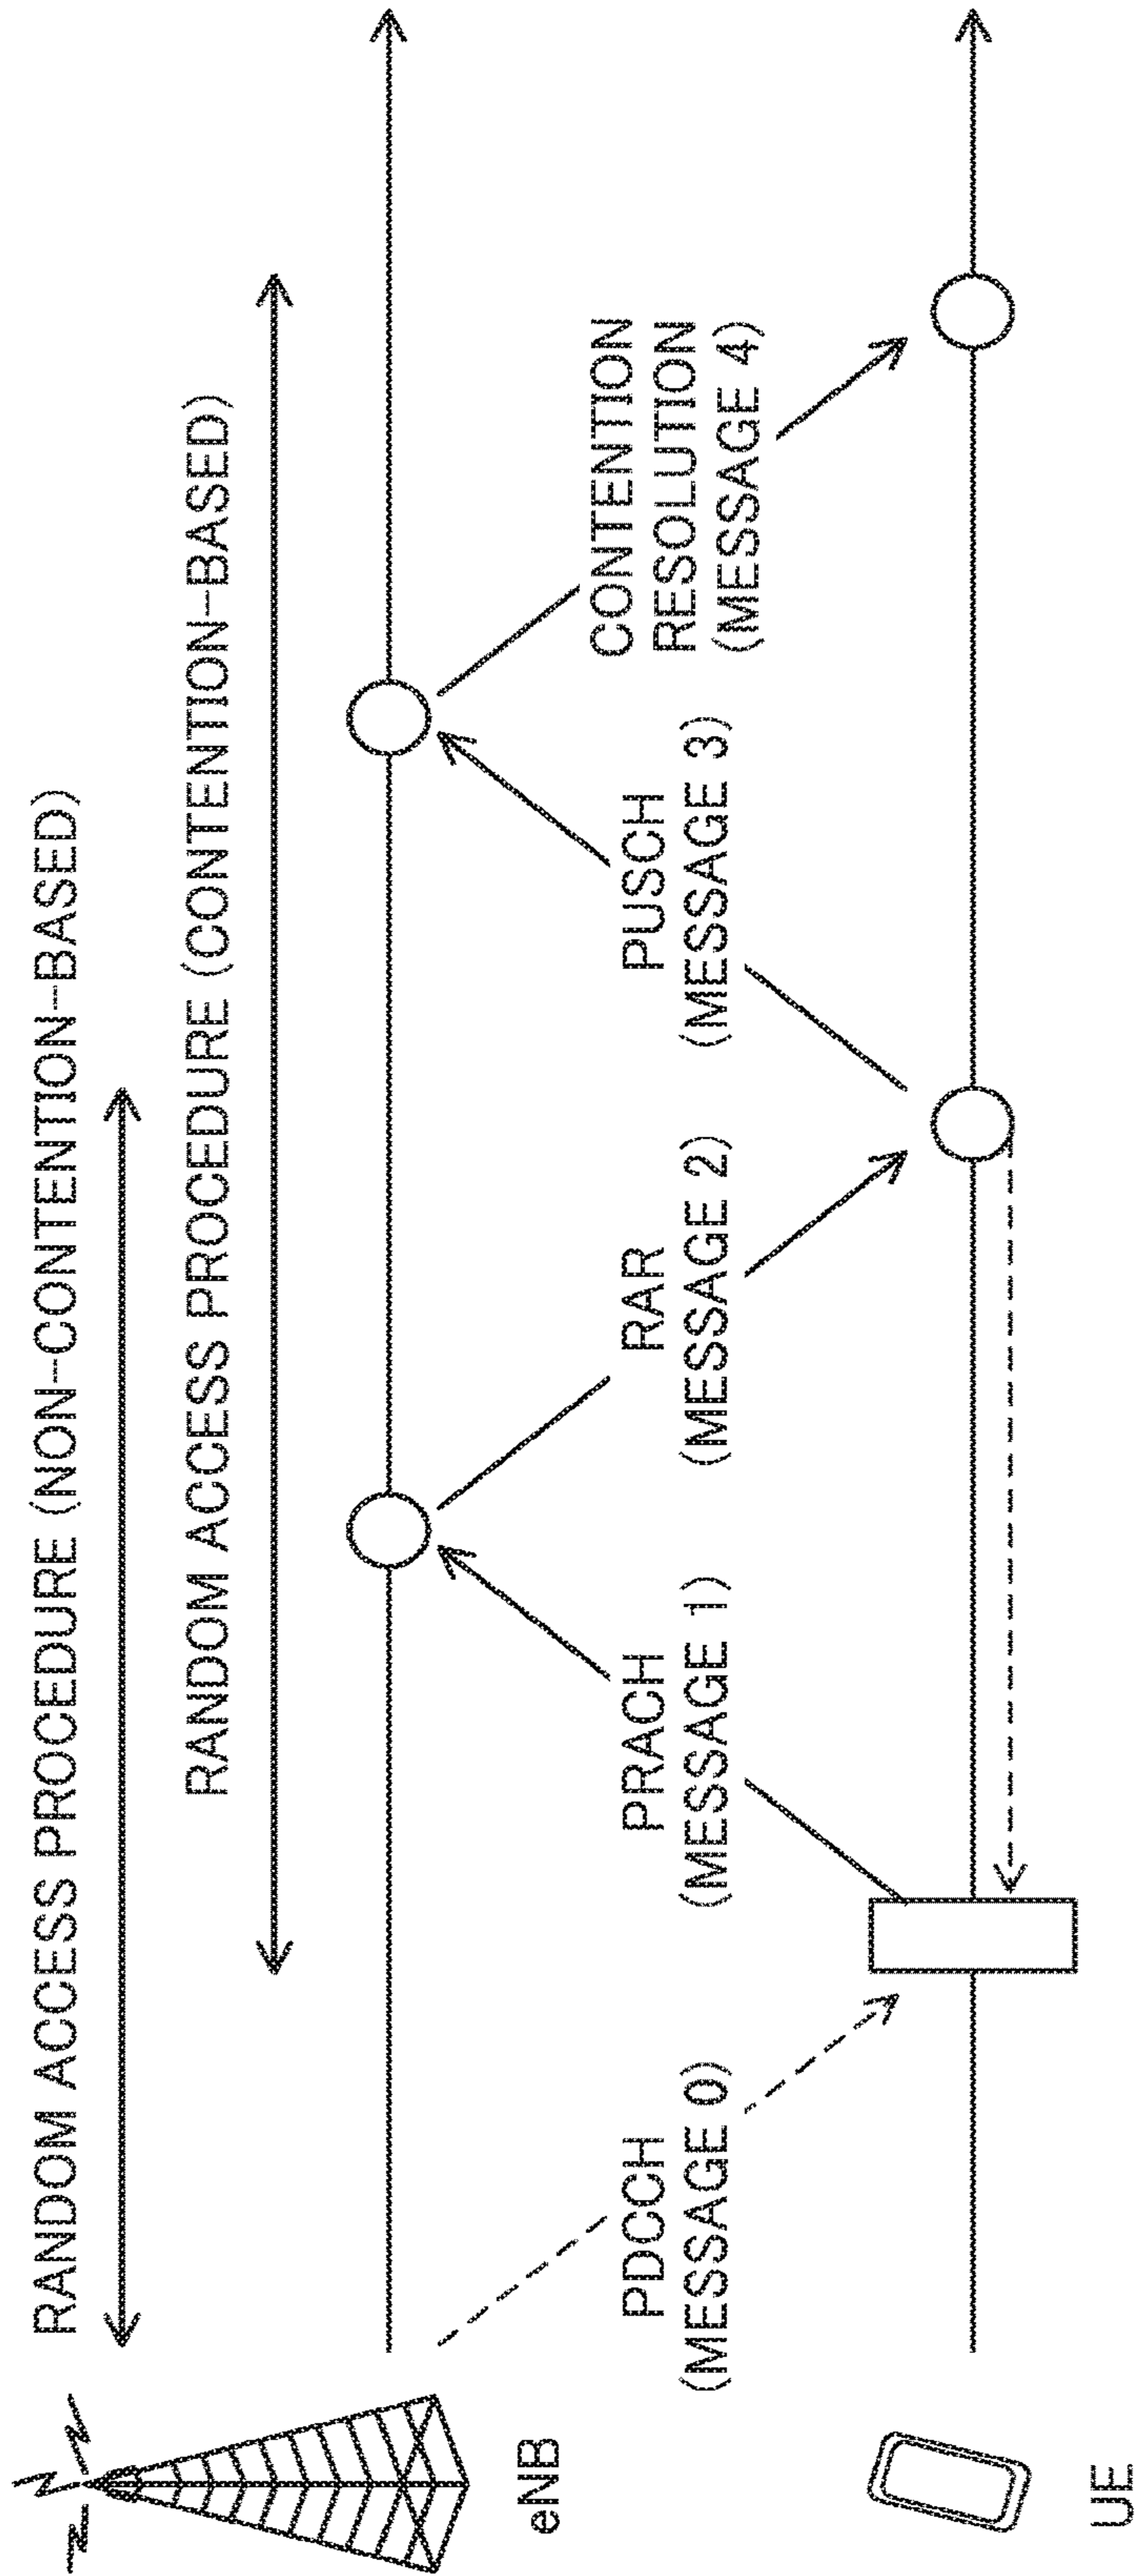 RANDOM ACCESS PROCEDURE (NON-CONTENTION-BASED)
RANDOM ACCESS PROCEDURE (CONTENTION-BASED)
eNB
PDCCH
(MESSAGE 0)
PRACH
(MESSAGE 1)
RAR
(MESSAGE 2)
PUSCH
(MESSAGE 3)
CONTENTION
RESOLUTION
(MESSAGE 4)
UE